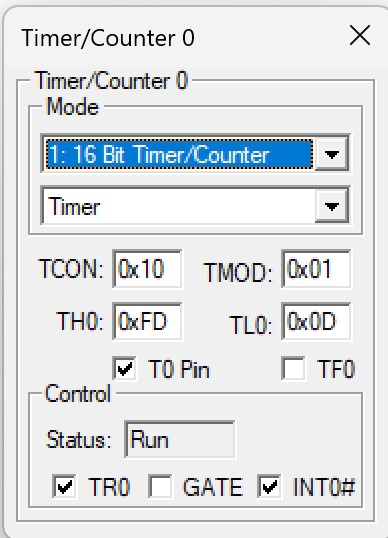 Timer/Counter 0
Timer/Counter 0
Mode
1: 16 Bit Timer/Counter
Timer
TCON: 0x10 TMOD: 0x01
TH0: 0xFD TL0: 0x0D
T0 Pin TF0
Control
Status: Run
TR0 GATE INT0#